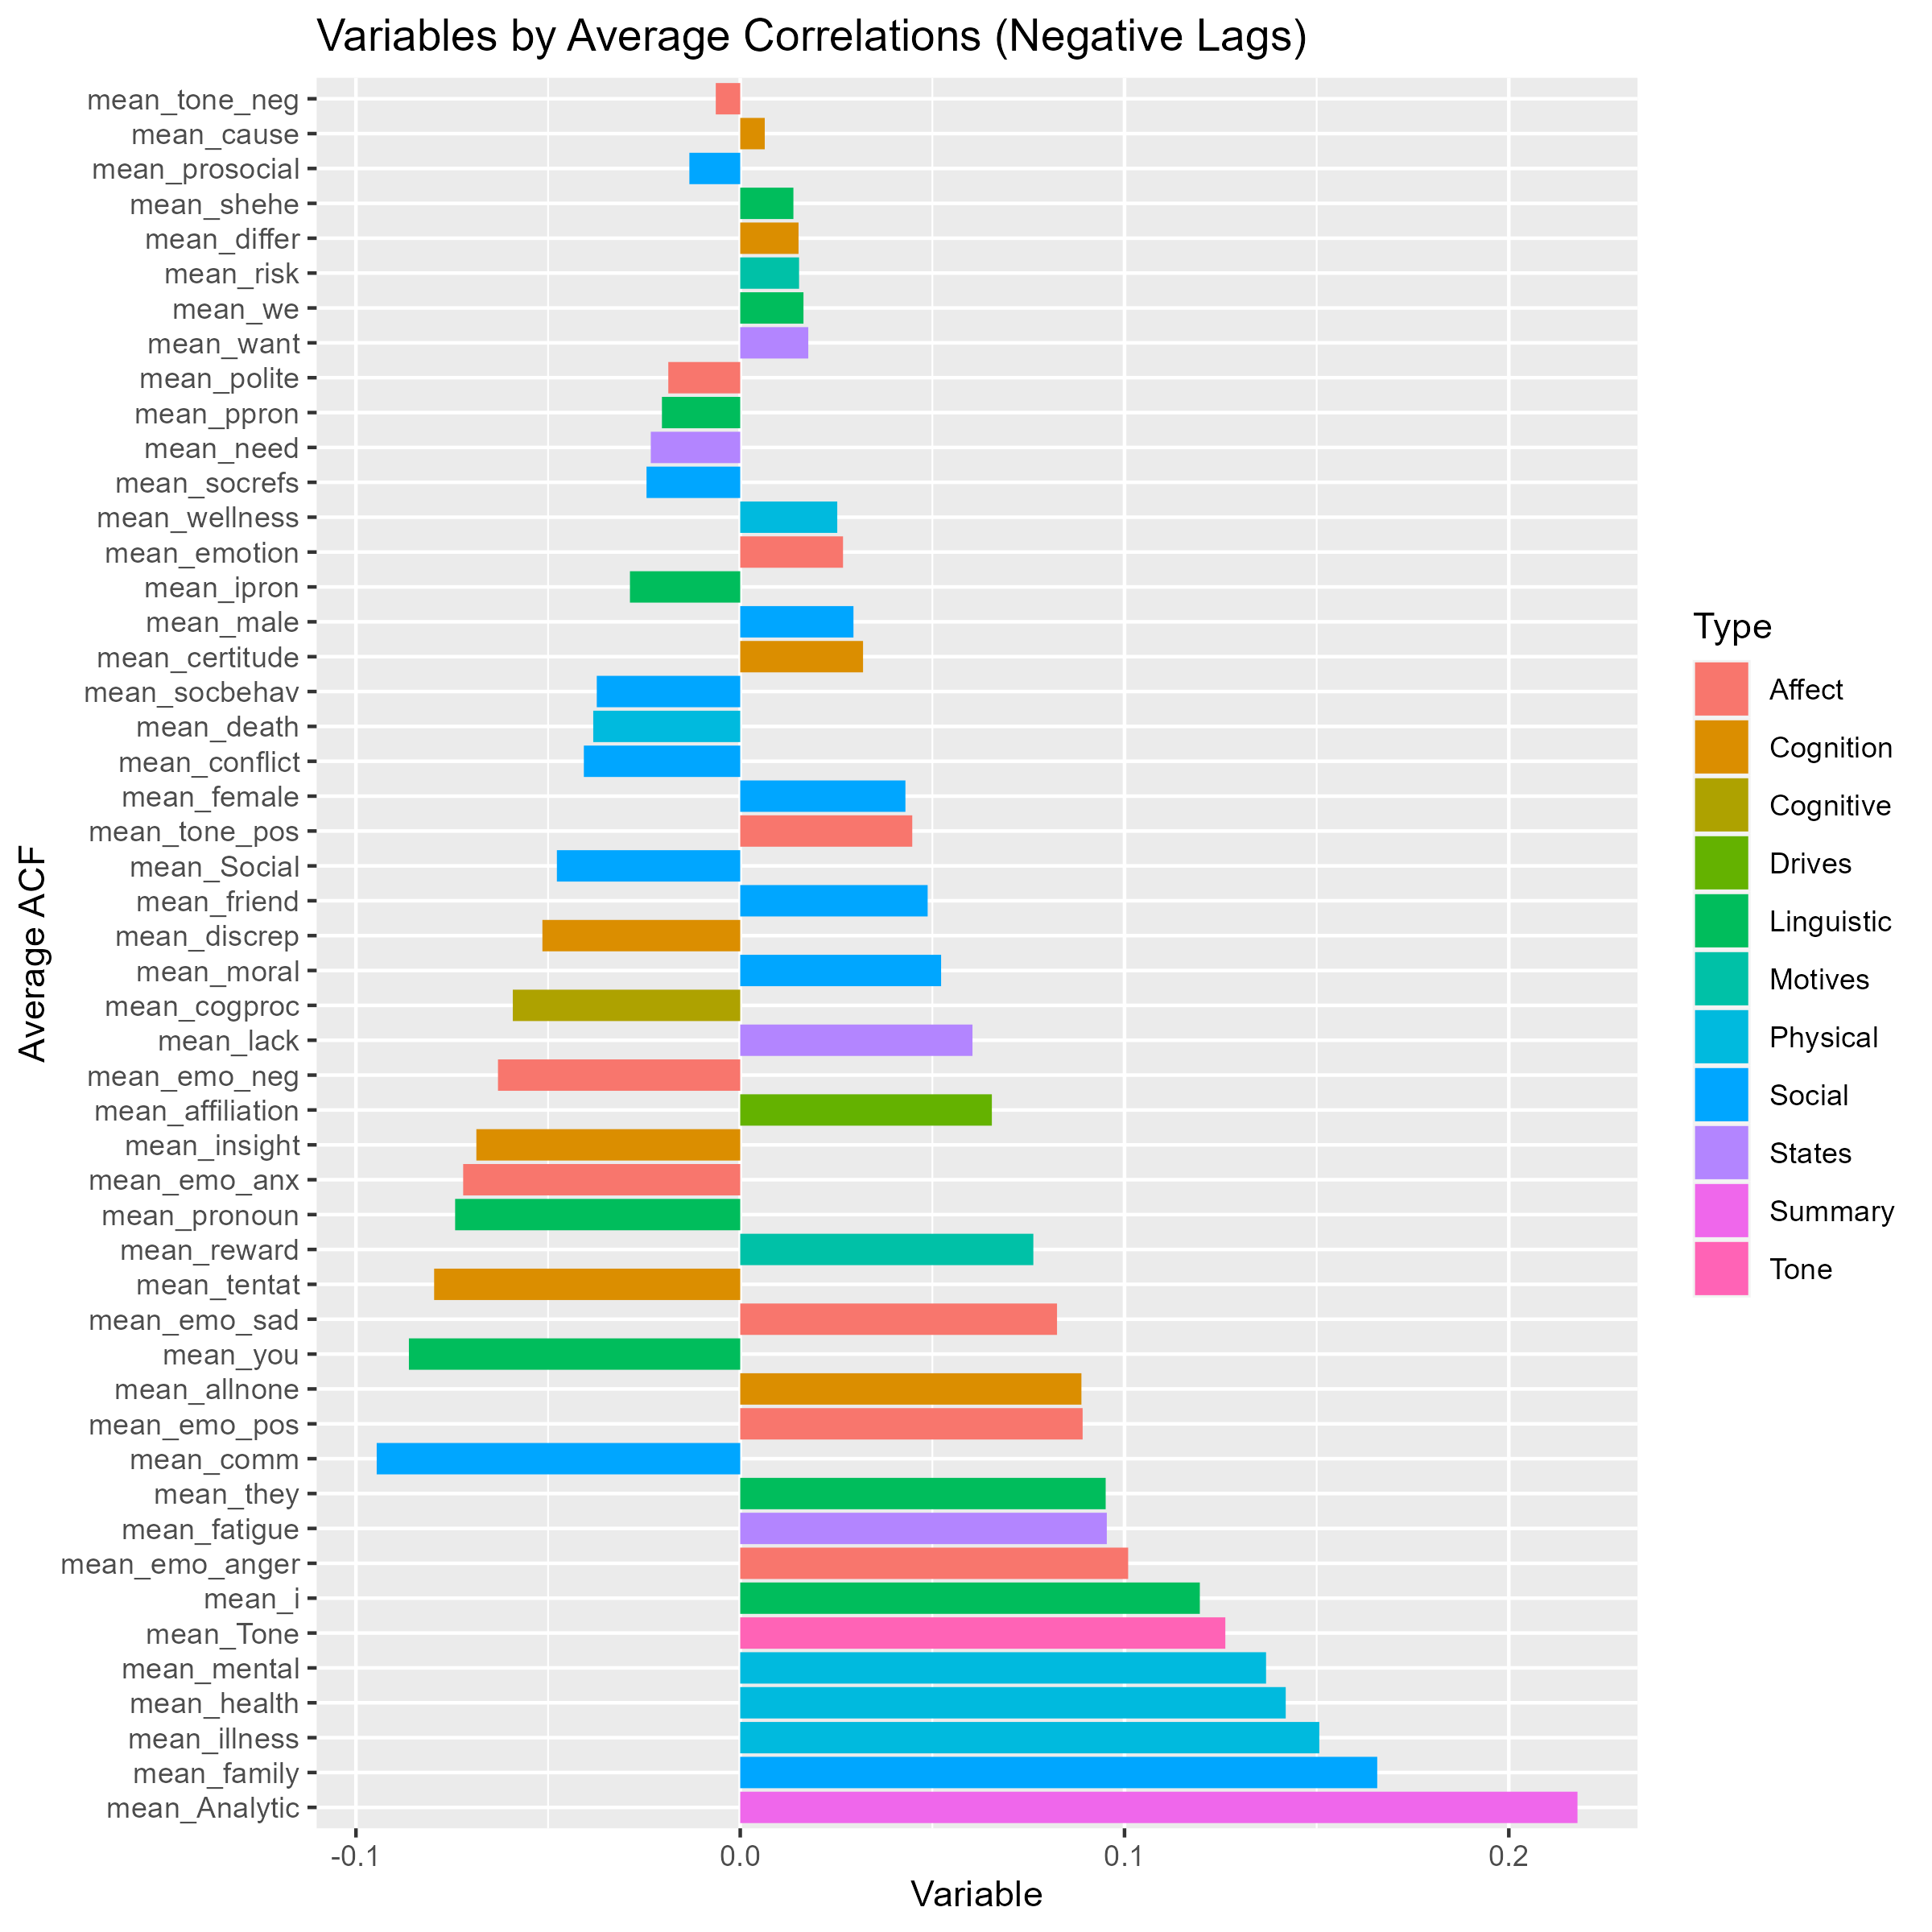 Variables by Average Correlations (Negative Lags)
mean_tone_neg
mean_cause
mean_prosocial
mean_shehe
mean_differ
mean_risk
mean_we
mean_want
mean_polite
mean_ppron
mean_need
mean_socrefs
mean_wellness
mean_emotion
mean_ipron
mean_male
mean_certitude
mean_socbehav
mean_death
mean_conflict
mean_female
mean_tone_pos
mean_Social
mean_friend
mean_discrep
mean_moral
mean_cogproc
mean_lack
mean_emo_neg
mean_affiliation
mean_insight
mean_emo_anx
mean_pronoun
mean_reward
mean_tentat
mean_emo_sad
mean_you
mean_allnone
mean_emo_pos
mean_comm
mean_they
mean_fatigue
mean_emo_anger
mean_i
mean_Tone
mean_mental
mean_health
mean_illness
mean_family
mean_Analytic
Average ACF
-0.1 0.0 0.1 0.2
Variable
Type
Affect
Cognition
Cognitive
Drives
Linguistic
Motives
Physical
Social
States
Summary
Tone